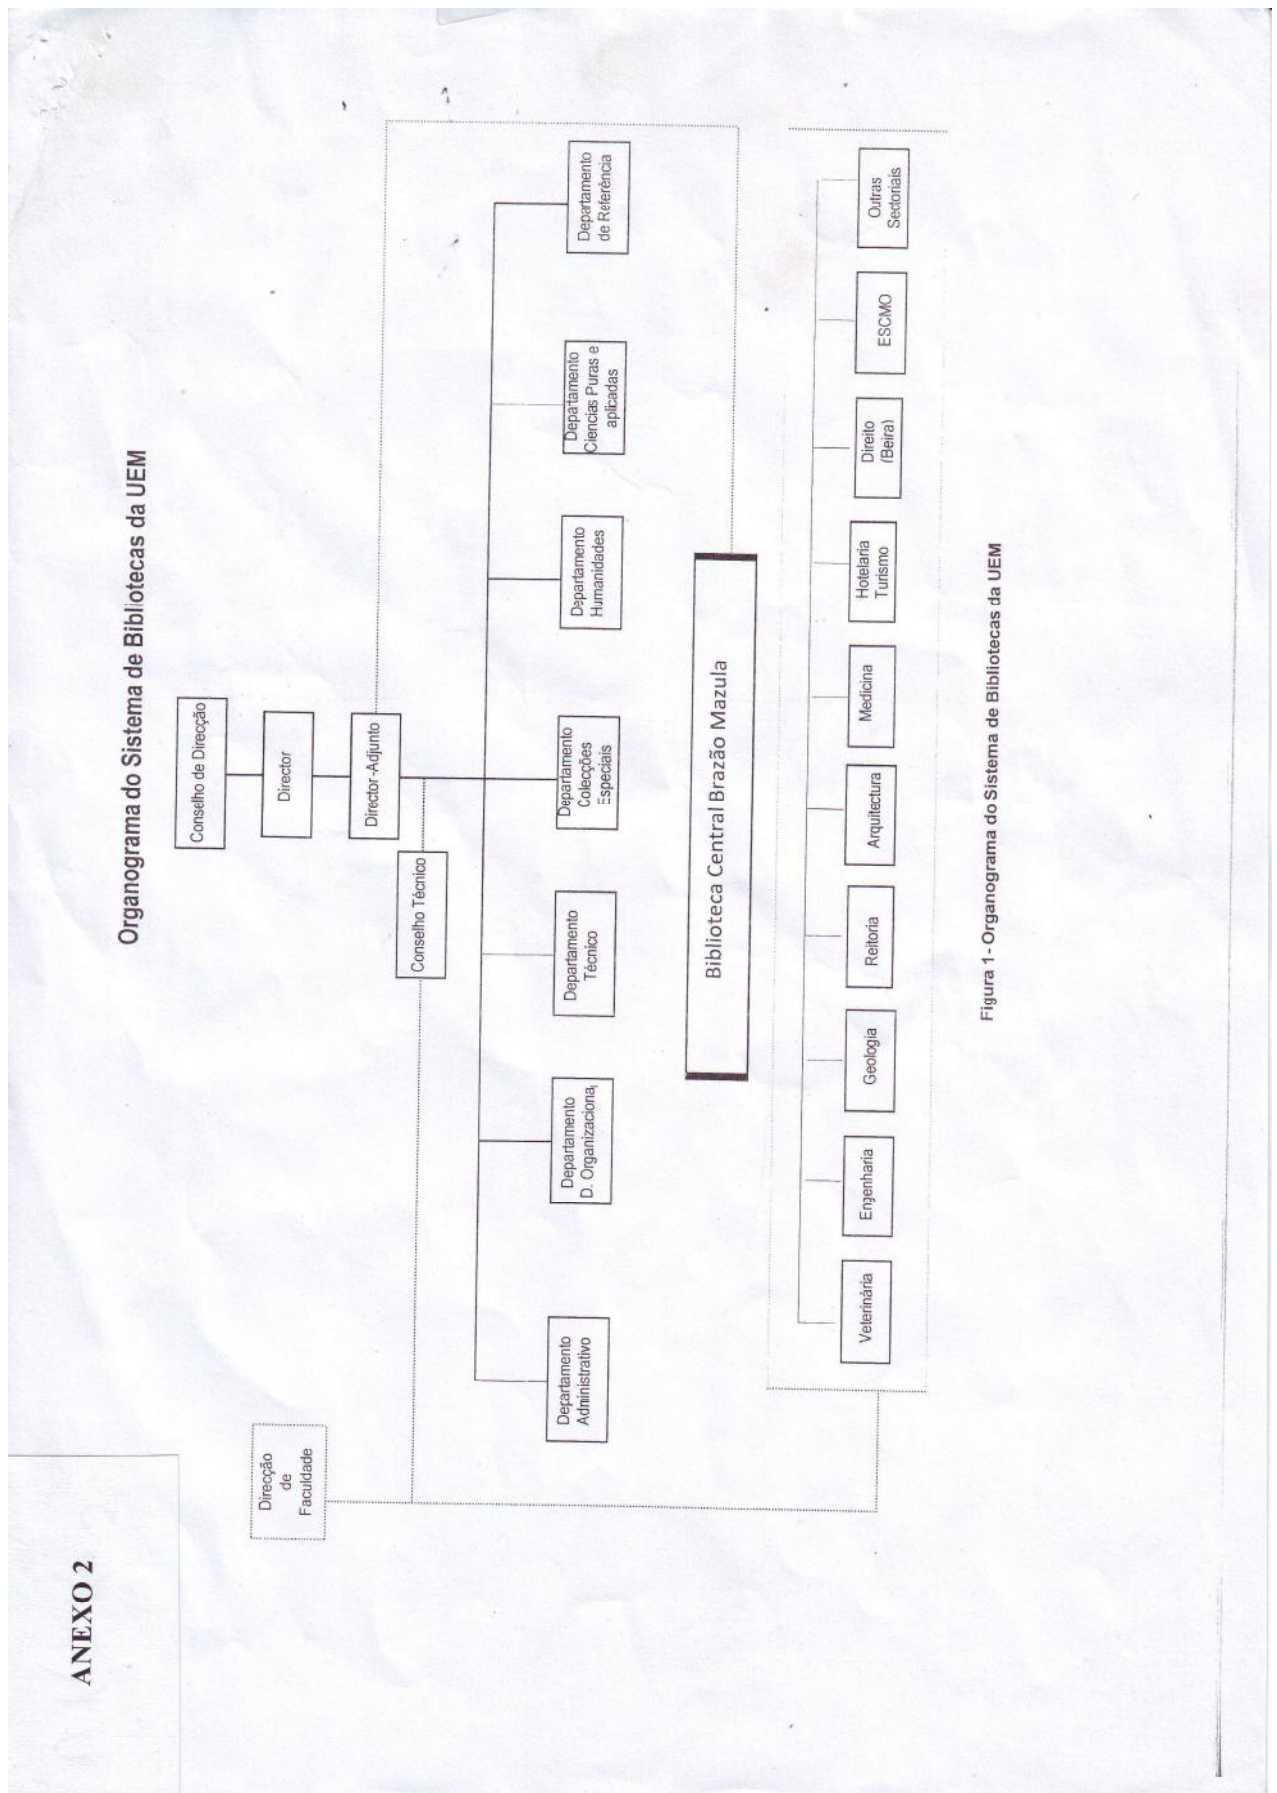 ANEXO 2
Organograma do Sistema de Bibliotecas da UEM
Conselho de Direcção
Director
Direcção
de
Faculdade
Director-Adjunto
Conselho Técnico
Departamento
Administrativo
Departamento
D. Organizaciona
Departamento
Técnico
Departamento
Colecções
Especiais
Departamento
Humanidades
Departamento
Ciencias Puras e
aplicadas
Departamento
de Referência
Biblioteca Central Brazão Mazula
Veterinária
Engenharia
Geologia
Reitoria
Arquitectura
Medicina
Hotelaria
Turismo
Direito
(Beira)
ESCMO
Outras
Sectoriais
Figura 1- Organograma do Sistema de Bibliotecas da UEM